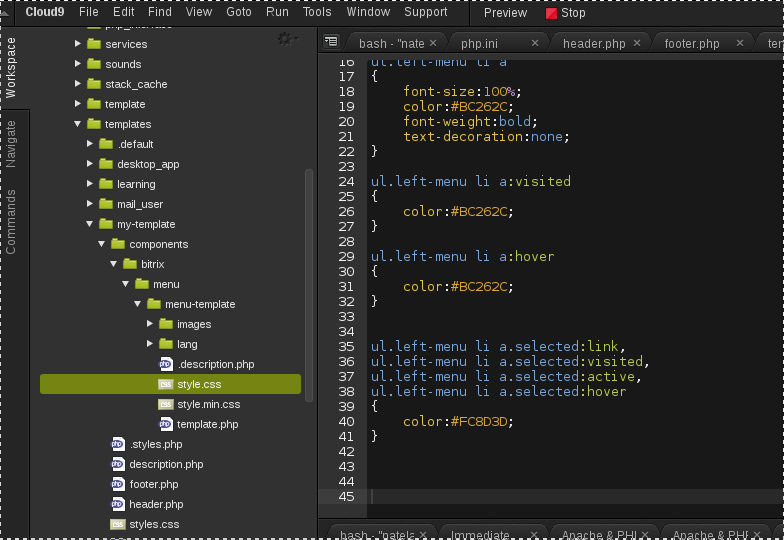 Cloud9 File Edit Find View Goto Run Tools Window Support Preview Stop
Workspace
Navigate
Commands
php_interface
services
sounds
stack_cache
template
templates
.default
desktop_app
learning
mail_user
my-template
components
bitrix
menu
menu-template
images
lang
.description.php
style.css
style.min.css
template.php
.styles.php
description.php
footer.php
header.php
styles.css
bash - "nate × php.ini × header.php × footer.php ×
16 ul.left-menu li a
17 {
18 font-size:100%;
19 color:#BC262C;
20 font-weight:bold;
21 text-decoration:none;
22 }
23
24 ul.left-menu li a:visited
25 {
26 color:#BC262C;
27 }
28
29 ul.left-menu li a:hover
30 {
31 color:#BC262C;
32 }
33
34
35 ul.left-menu li a.selected:link,
36 ul.left-menu li a.selected:visited,
37 ul.left-menu li a.selected:active,
38 ul.left-menu li a.selected:hover
39 {
40 color:#FC8D3D;
41 }
42
43
44
45
bash - "natela × Immediate × Apache & PHP × Apache & PHP ×